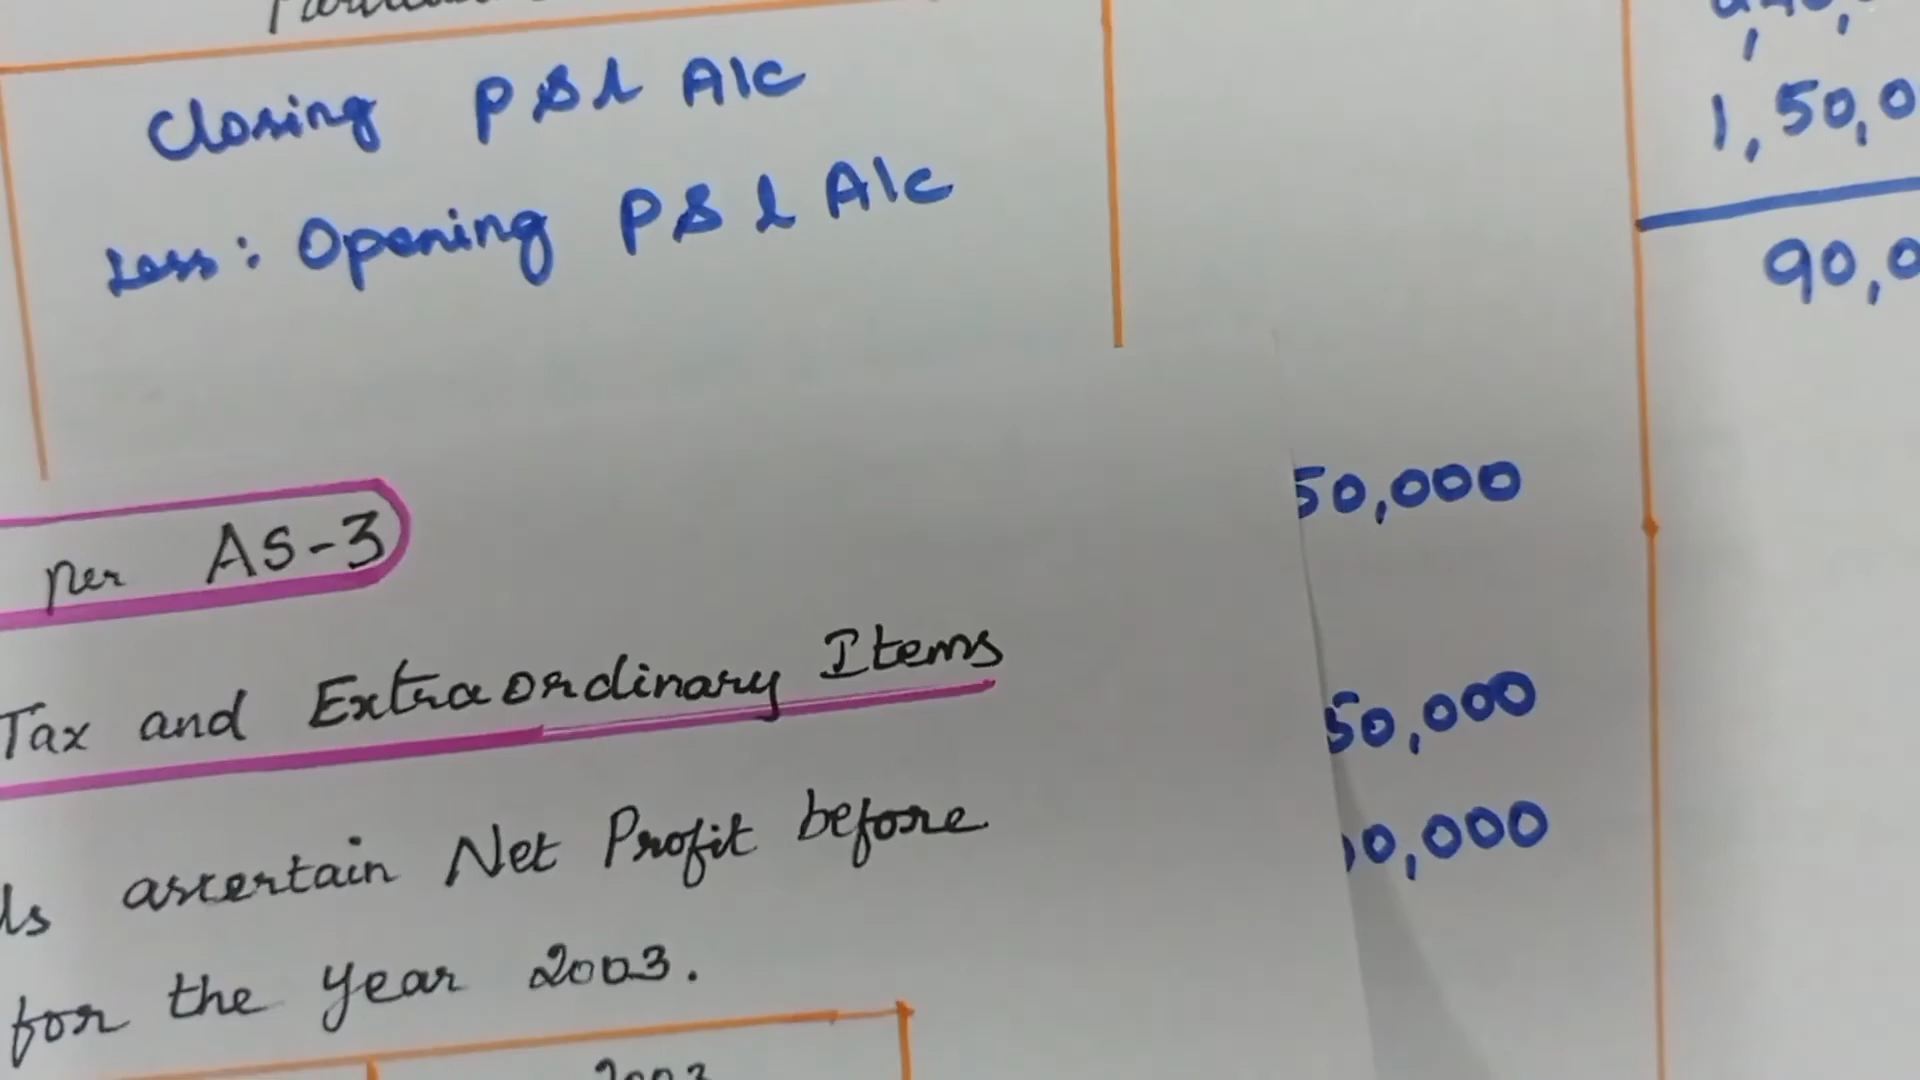 Closing P&L A/c
1,50,0
Less: Opening P&L A/c
90,0
50,000
per AS-3
Tax and Extraordinary Items
50,000
ascertain Net Profit before
0,000
for the year 2003.